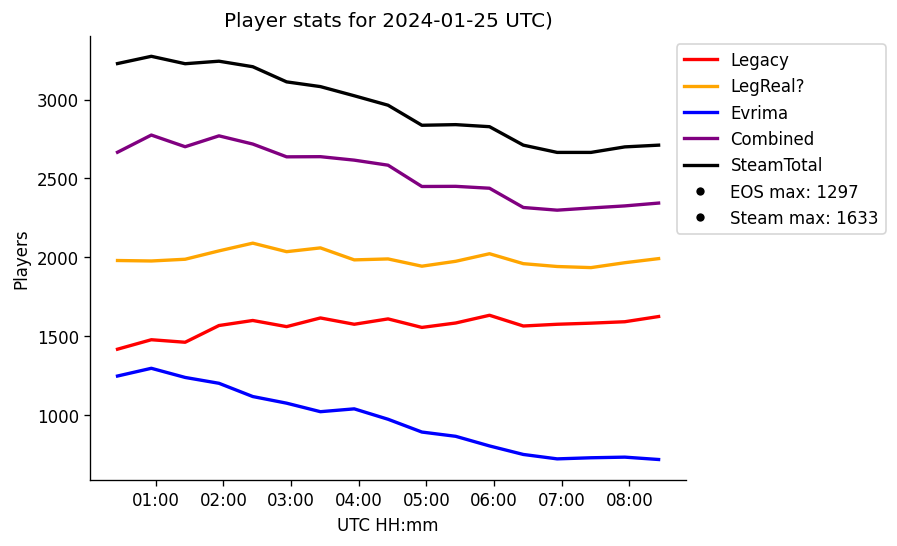 Player stats for 2024-01-25 UTC)
Legacy
LegReal?
Evrima
Combined
SteamTotal
EOS max: 1297
Steam max: 1633
Players
3000
2500
2000
1500
1000
01:00 02:00 03:00 04:00 05:00 06:00 07:00 08:00
UTC HH:mm